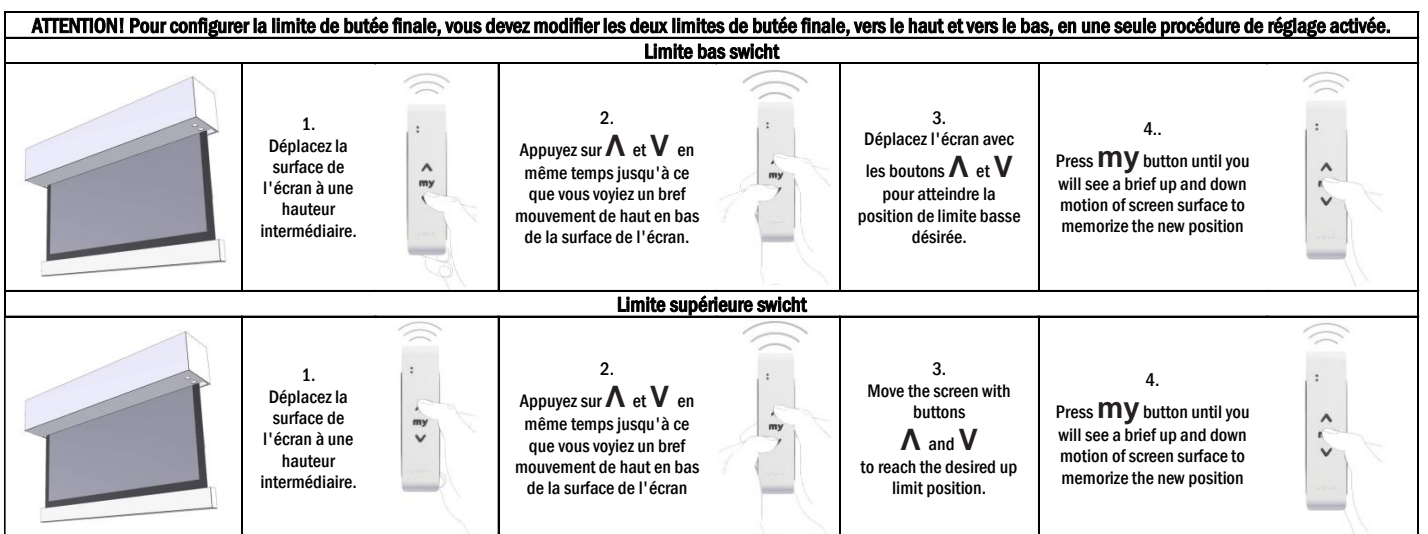 ATTENTION! Pour configurer la limite de butée finale, vous devez modifier les deux limites de butée finale, vers le haut et vers le bas, en une seule procédure de réglage activée.
Limite bas swicht
1.
Déplacez la
surface de
l'écran à une
hauteur
intermédiaire.
my
2.
Appuyez sur Λ et V en
même temps jusqu'à ce
que vous voyiez un bref
mouvement de haut en bas
de la surface de l'écran.
my
3.
Déplacez l'écran avec
les boutons Λ et V
pour atteindre la
position de limite basse
désirée.
4..
Press my button until you
will see a brief up and down
motion of screen surface to
memorize the new position
Limite supérieure swicht
1.
Déplacez la
surface de
l'écran à une
hauteur
intermédiaire.
my
2.
Appuyez sur Λ et V en
même temps jusqu'à ce
que vous voyiez un bref
mouvement de haut en bas
de la surface de l'écran
my
3.
Move the screen with
buttons
Λ and V
to reach the desired up
limit position.
4.
Press my button until you
will see a brief up and down
motion of screen surface to
memorize the new position